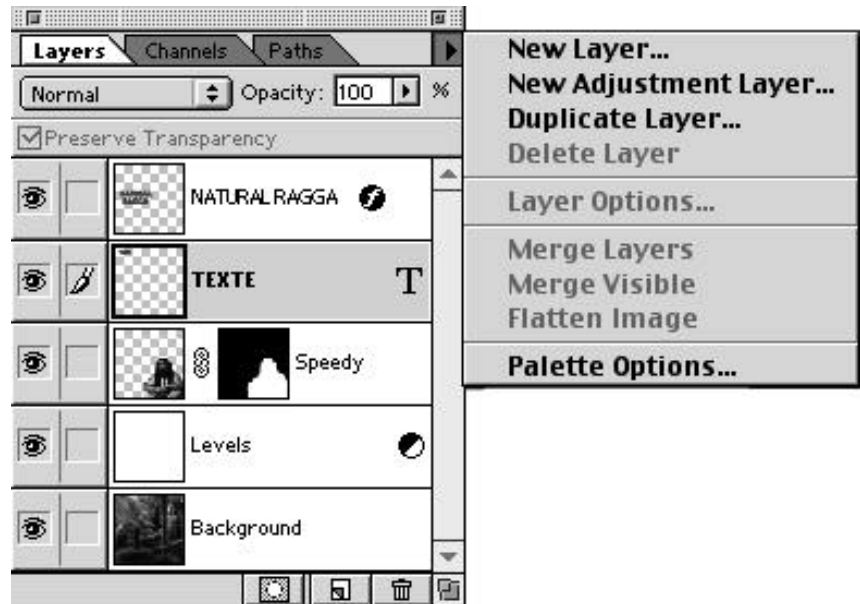 Layers Channels Paths
Normal Opacity: 100 %
Preserve Transparency
NATURAL RAGGA
TEXTE T
Speedy
Levels
Background
New Layer...
New Adjustment Layer...
Duplicate Layer...
Delete Layer
Layer Options...
Merge Layers
Merge Visible
Flatten Image
Palette Options...